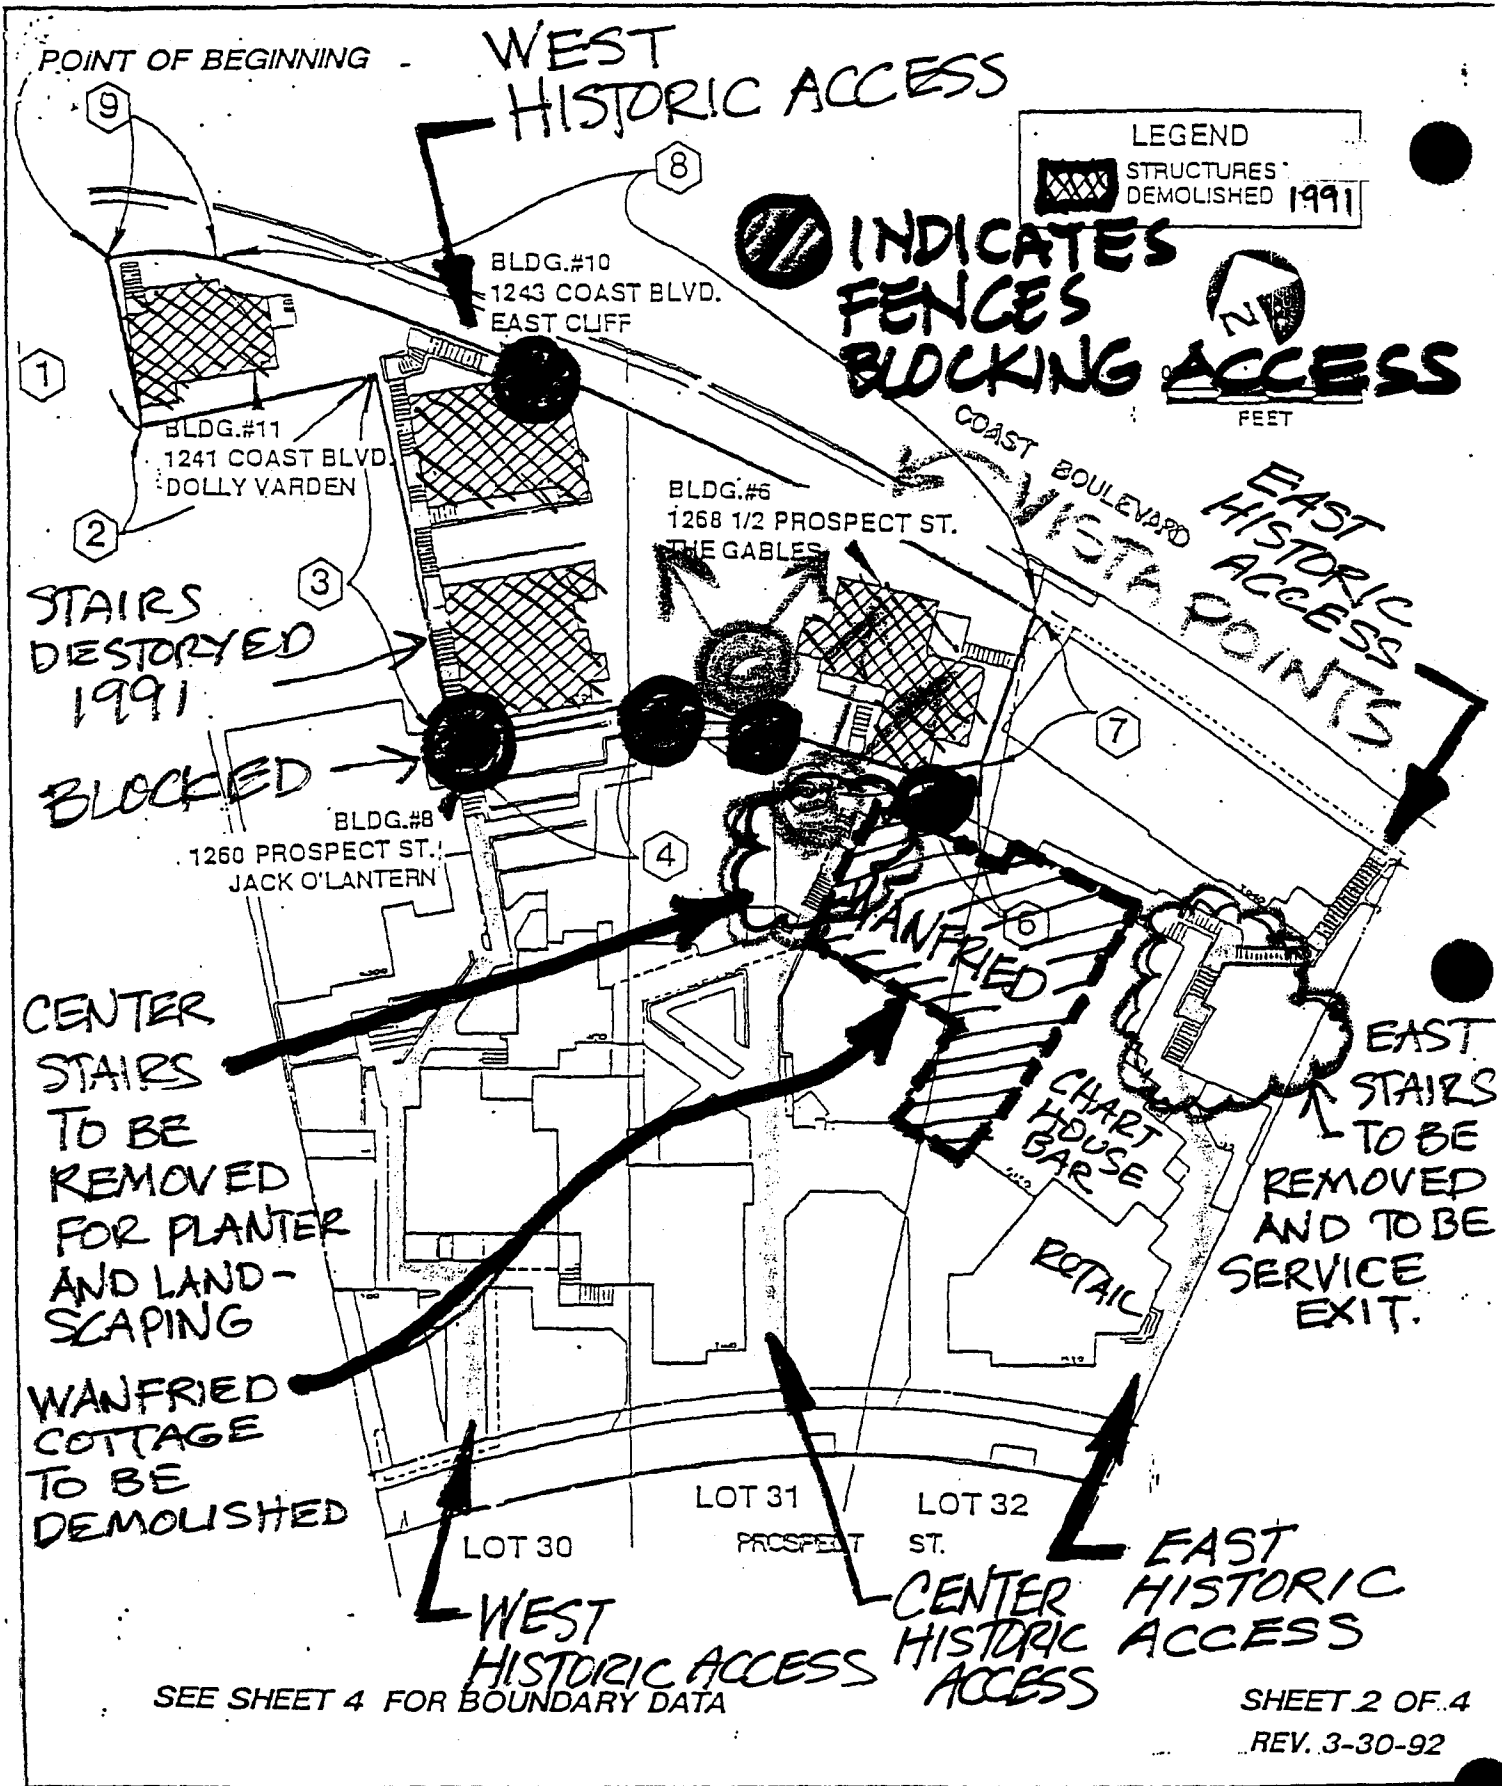 POINT OF BEGINNING
WEST
HISTORIC ACCESS
9
8
LEGEND
STRUCTURES
DEMOLISHED 1991
INDICATES
FENCES
BLOCKING ACCESS
N
FEET
BLDG.#10
1243 COAST BLVD.
EAST CLIFF
1
BLDG.#11
1241 COAST BLVD.
DOLLY VARDEN
2
3
BLDG.#6
1268 1/2 PROSPECT ST.
THE GABLES
COAST BOULEVARD
VISTA POINTS
EAST
HISTORIC
ACCESS
STAIRS
DESTORYED
1991
BLOCKED
7
BLDG.#8
1260 PROSPECT ST.
JACK O'LANTERN
4
6
WANFRIED
CENTER
STAIRS
TO BE
REMOVED
FOR PLANTER
AND LAND-
SCAPING
CHART
HOUSE
BAR
ROTAIL
EAST
STAIRS
TO BE
REMOVED
AND TO BE
SERVICE
EXIT.
WANFRIED
COTTAGE
TO BE
DEMOLISHED
LOT 30
LOT 31
LOT 32
PROSPECT ST.
WEST
HISTORIC ACCESS
CENTER
HISTORIC
ACCESS
EAST
HISTORIC
ACCESS
SEE SHEET 4 FOR BOUNDARY DATA
SHEET 2 OF 4
REV. 3-30-92